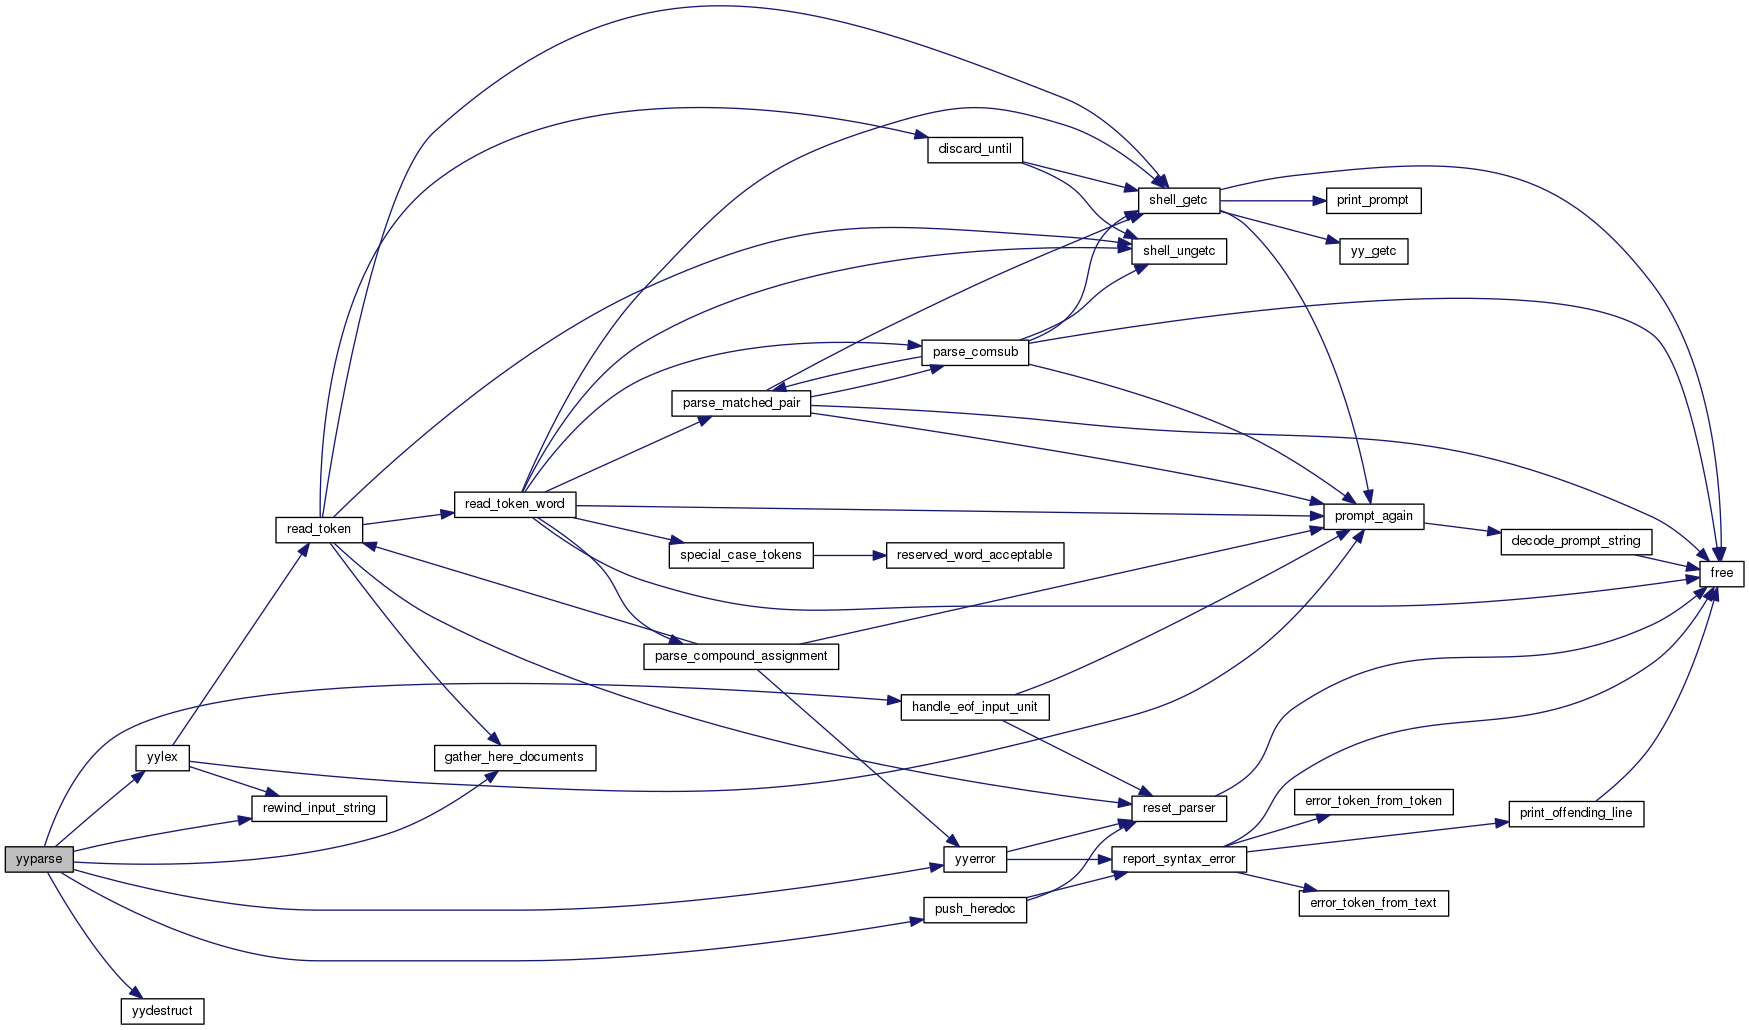 discard_until
shell_getc
print_prompt
shell_ungetc
yy_getc
parse_comsub
parse_matched_pair
read_token_word
prompt_again
read_token
decode_prompt_string
special_case_tokens
reserved_word_acceptable
free
parse_compound_assignment
handle_eof_input_unit
yylex
gather_here_documents
rewind_input_string
reset_parser
error_token_from_token
print_offending_line
yyparse
yyerror
report_syntax_error
push_heredoc
error_token_from_text
yydestruct